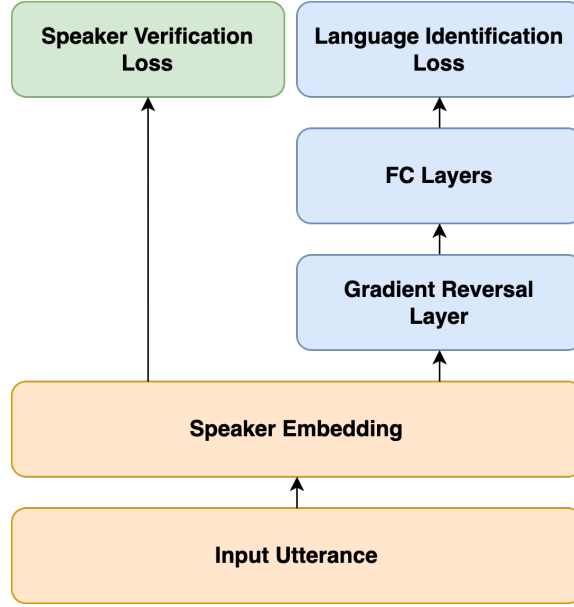 Speaker Verification
Loss
Language Identification
Loss
FC Layers
Gradient Reversal
Layer
Speaker Embedding
Input Utterance